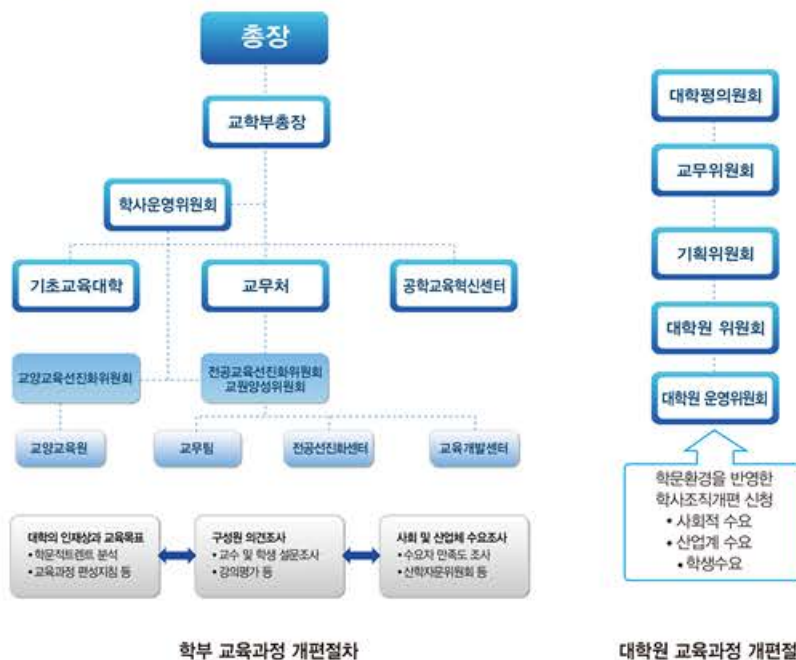 총장
교학부총장
학사운영위원회
기초교육대학
교무처
공학교육혁신센터
교양교육선진화위원회
전공교육선진화위원회
교원양성위원회
교양교육원
교무팀
전공선진화센터
교육개발센터
대학의 인재상과 교육목표
• 학문적트렌트 분석
• 교육과정 편성지침 등
구성원 의견조사
• 교수 및 학생 설문조사
• 강의평가 등
사회 및 산업체 수요조사
• 수요자 만족도 조사
• 산학자문위원회 등
학부 교육과정 개편절차
대학평의원회
교무위원회
기획위원회
대학원 위원회
대학원 운영위원회
학문환경을 반영한
학사조직개편 신청
• 사회적 수요
• 산업계 수요
• 학생수요
대학원 교육과정 개편절